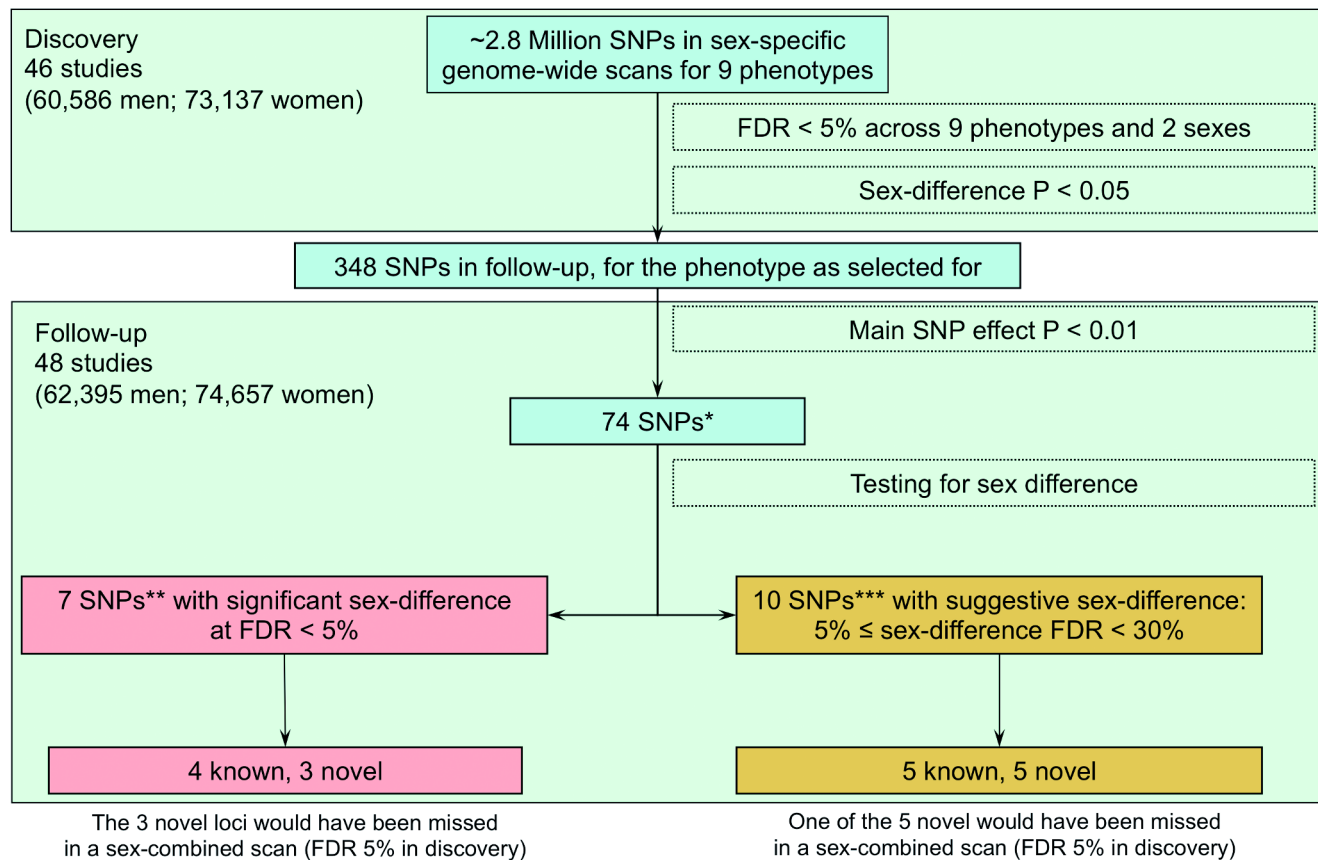 Discovery
46 studies
(60,586 men; 73,137 women)
~2.8 Million SNPs in sex-specific
genome-wide scans for 9 phenotypes
FDR < 5% across 9 phenotypes and 2 sexes
Sex-difference P < 0.05
348 SNPs in follow-up, for the phenotype as selected for
Follow-up
48 studies
(62,395 men; 74,657 women)
Main SNP effect P < 0.01
74 SNPs*
Testing for sex difference
7 SNPs** with significant sex-difference
at FDR < 5%
10 SNPs*** with suggestive sex-difference:
5% ≤ sex-difference FDR < 30%
4 known, 3 novel
5 known, 5 novel
The 3 novel loci would have been missed
in a sex-combined scan (FDR 5% in discovery)
One of the 5 novel would have been missed
in a sex-combined scan (FDR 5% in discovery)